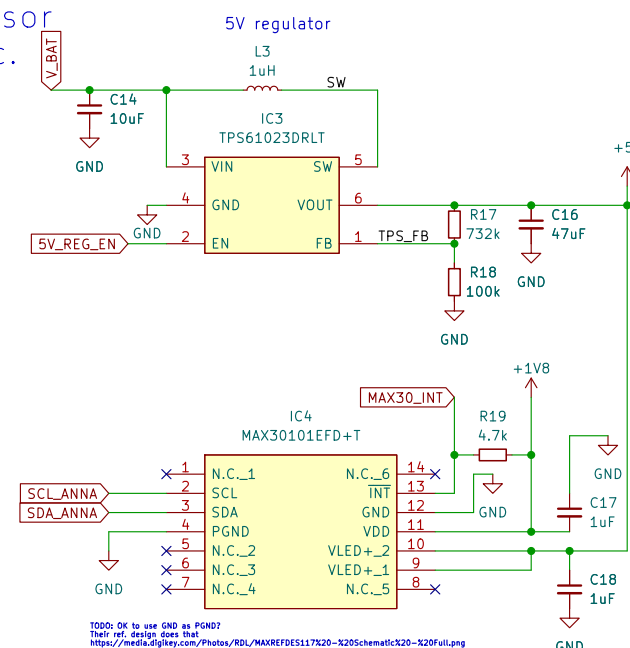 sor
c.
5V regulator
V_BAT
L3
1uH
SW
C14
10uF
GND
IC3
TPS61023DRLT
3 VIN SW 5
4 GND VOUT 6
2 EN FB 1
GND
5V_REG_EN
TPS_FB
R17
732k
R18
100k
GND
C16
47uF
GND
+5
+1V8
MAX30_INT
R19
4.7k
IC4
MAX30101EFD+T
1 N.C._1 N.C._6 14
2 SCL INT 13
3 SDA GND 12
4 PGND VDD 11
5 N.C._2 VLED+_2 10
6 N.C._3 VLED+_1 9
7 N.C._4 N.C._5 8
SCL_ANNA
SDA_ANNA
GND
GND
GND
C17
1uF
C18
1uF
GND
TODO: OK to use GND as PGND?
Their ref. design does that
https://media.digikey.com/Photos/RDL/MAXREFDES117%20-%20Schematic%20-%20Full.png